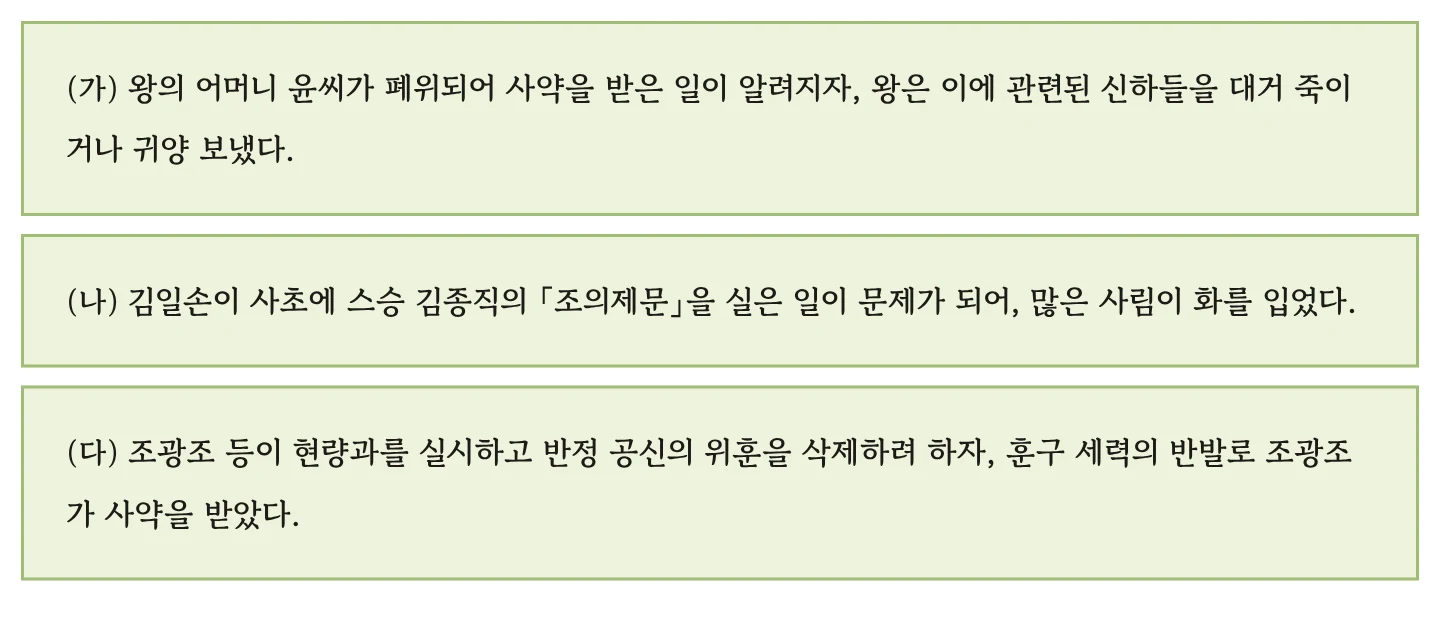 (가) 왕의 어머니 윤씨가 폐위되어 사약을 받은 일이 알려지자, 왕은 이에 관련된 신하들을 대거 죽이
거나 귀양 보냈다.
(나) 김일손이 사초에 스승 김종직의 「조의제문」을 실은 일이 문제가 되어, 많은 사림이 화를 입었다.
(다) 조광조 등이 현량과를 실시하고 반정 공신의 위훈을 삭제하려 하자, 훈구 세력의 반발로 조광조
가 사약을 받았다.